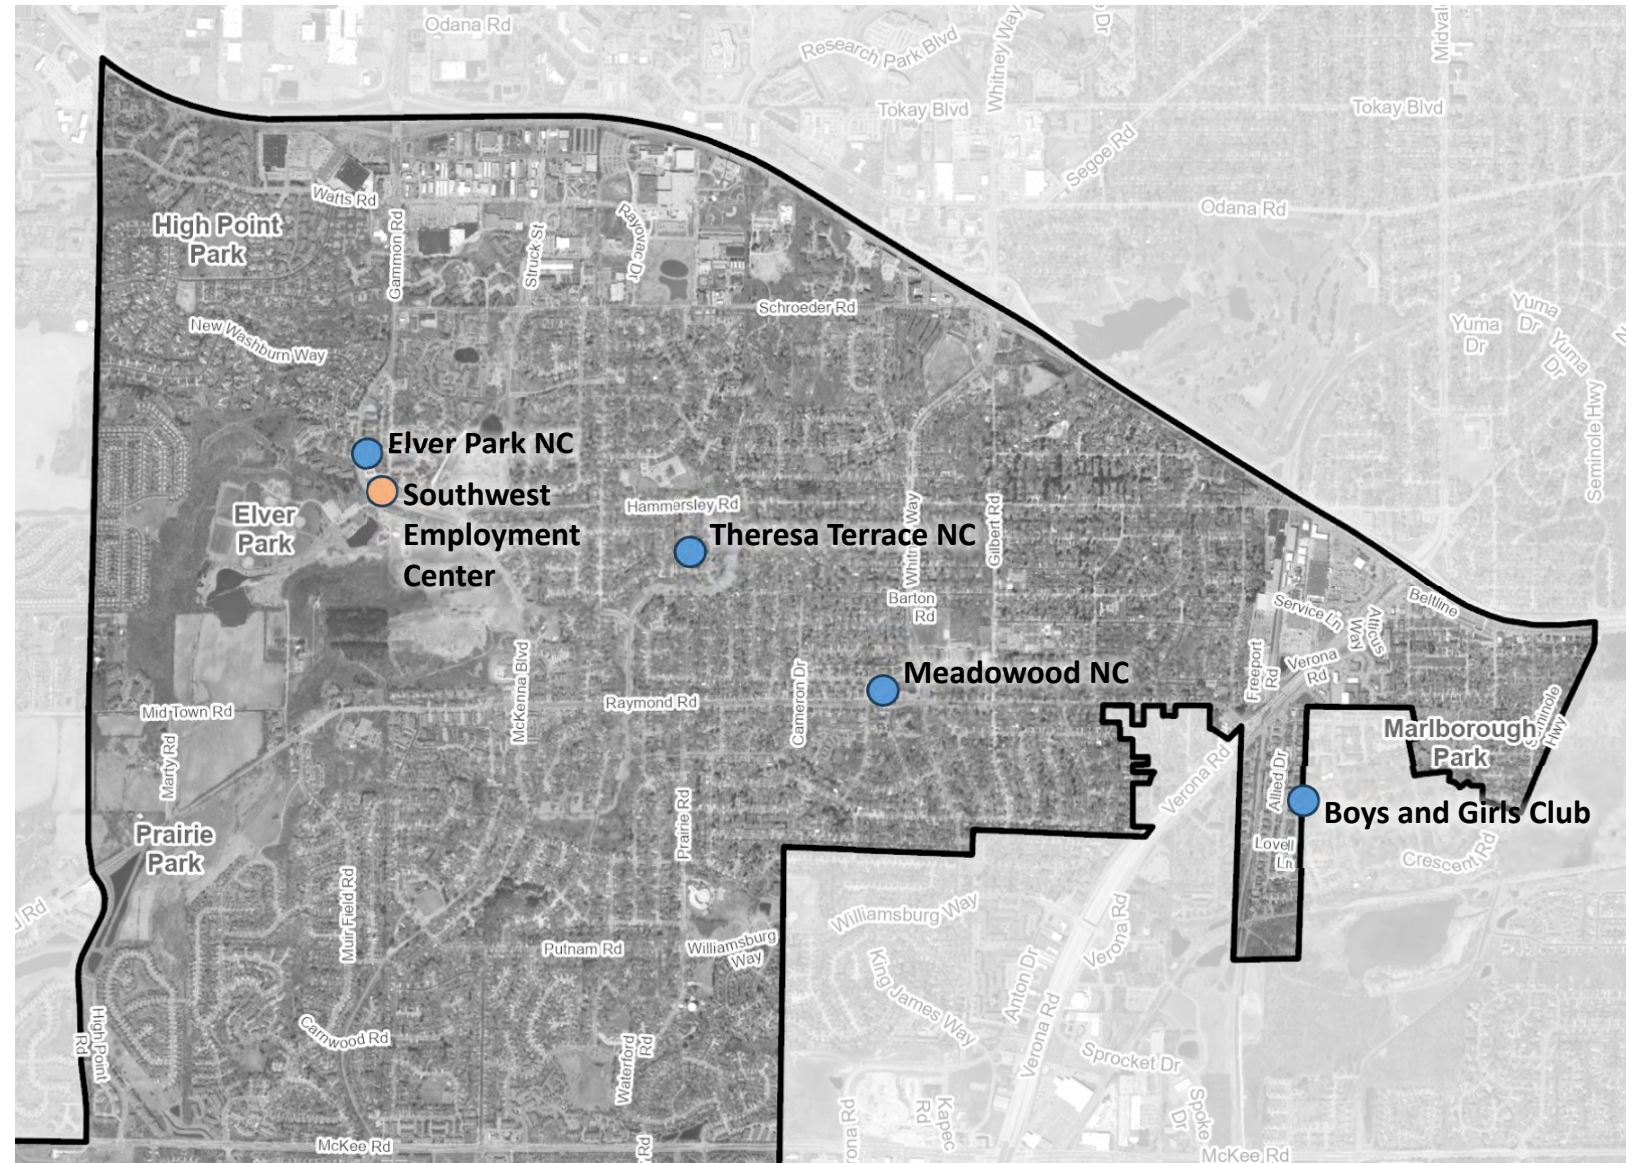 Odana Rd
Research Park Blvd
Whitney Way
Tokay Blvd
Tokay Blvd
Segoe Rd
Odana Rd
Watts Rd
High Point
Park
Gammon Rd
Struck St
Rayovac Dr
Schroeder Rd
New Washburn Way
Yuma
Dr
Yuma
Dr
Yuma
Dr
Seminole Hwy
Elver Park NC
Southwest
Employment
Center
Elver
Park
Hammersley Rd
Theresa Terrace NC
Whitney Way
Gilbert Rd
Barton
Rd
Service Ln
Atticus
Way
Beltline
Verona
Rd
Freeport
Rd
Meadowood NC
McKenna Blvd
Raymond Rd
Cameron Dr
Mid Town Rd
Marty Rd
Marlborough
Park
Seminole
Hwy
Verona Rd
Allied Dr
Boys and Girls Club
Prairie
Park
Prairie Rd
Lovell
Ln
Crescent Rd
Muir Field Rd
Putnam Rd
Williamsburg
Way
Williamsburg Way
King James Way
Anton Dr
Verona Rd
High Point
Rd
Carnwood Rd
Waterford
Rd
Verona Rd
Sprocket Dr
Spoke
Dr
Kapec
Rd
McKee Rd
McKee Rd